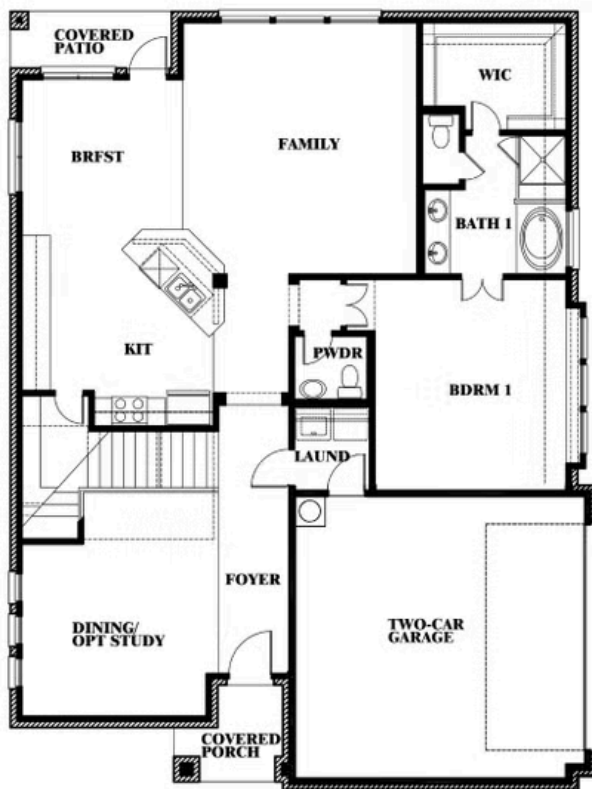 COVERED
PATIO
WIC
BRFST
FAMILY
BATH 1
KIT
PWDR
BDRM 1
LAUND
FOYER
DINING/
OPT STUDY
TWO-CAR
GARAGE
COVERED
PORCH